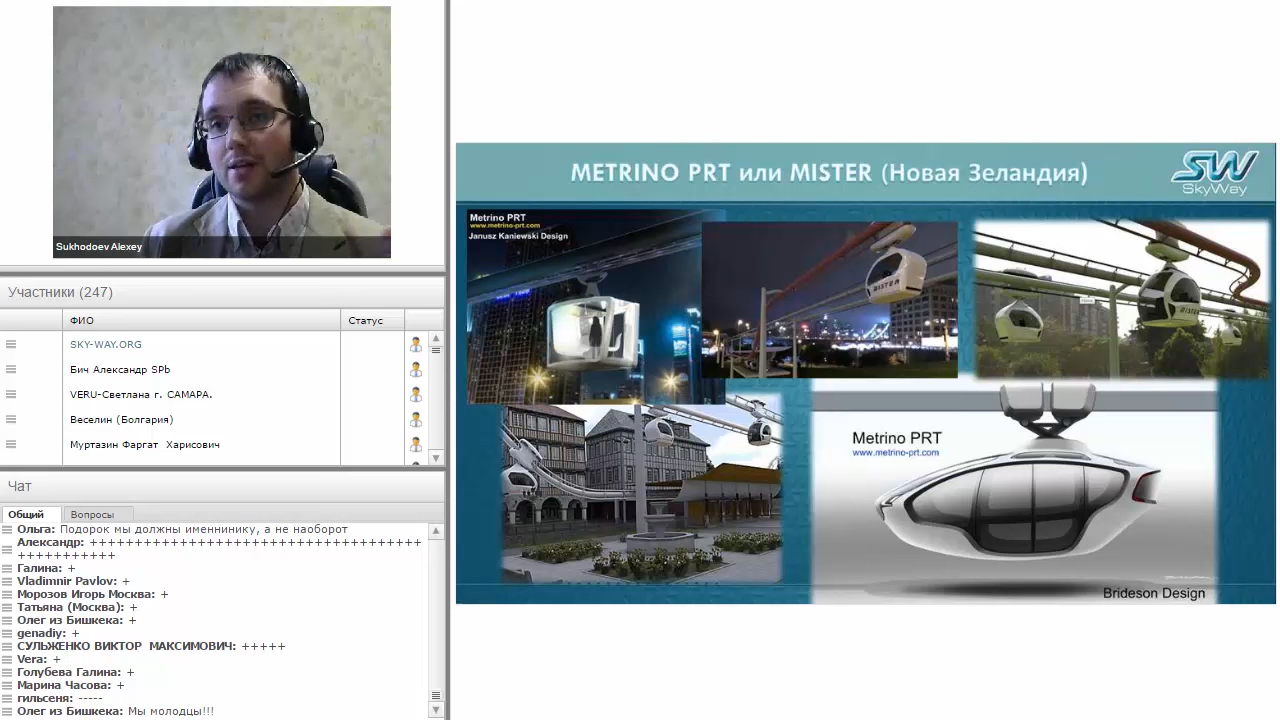 Sukhodoev Alexey
Участники (247)
ФИО
Статус
SKY-WAY.ORG
Бич Александр SPb
VERU-Светлана г. САМАРА.
Веселин (Болгария)
Муртазин Фаргат Харисович
Чат
Общий
Вопросы
Ольга: Подорок мы должны именнинику, а не наоборот
Александр: +++++++++++++++++++++++++++++++++++++
+++++++++++
Галина: +
Vladimnir Pavlov: +
Морозов Игорь Москва: +
Татьяна (Москва): +
Олег из Бишкека: +
genadiy: +
СУЛЬЖЕНКО ВИКТОР МАКСИМОВИЧ: +++++
Vera: +
Голубева Галина: +
Марина Часова: +
гильсеня: -----
Олег из Бишкека: Мы молодцы!!!
METRINO PRT или MISTER (Новая Зеландия)
SW
SkyWay
Metrino PRT
www.metrino-prt.com
Janusz Kaniewski Design
MISTER
MISTER
Metrino PRT
www.metrino-prt.com
Brideson Design